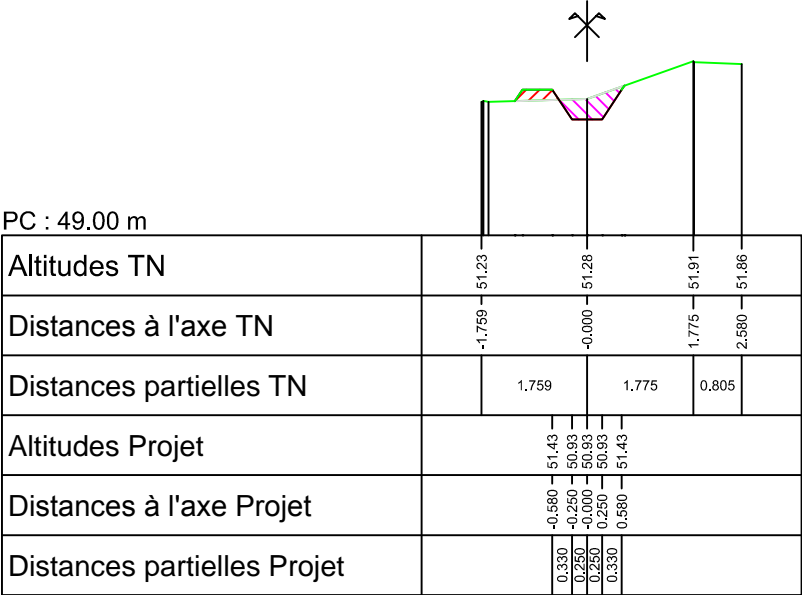 PC : 49.00 m
Altitudes TN
51.23 51.28 51.91 51.86
Distances à l'axe TN
-1.759 -0.000 1.775 2.580
Distances partielles TN
1.759 1.775 0.805
Altitudes Projet
51.43 50.93 50.93 50.93 51.43
Distances à l'axe Projet
-0.580 -0.250 -0.000 0.250 0.580
Distances partielles Projet
0.330 0.250 0.250 0.330